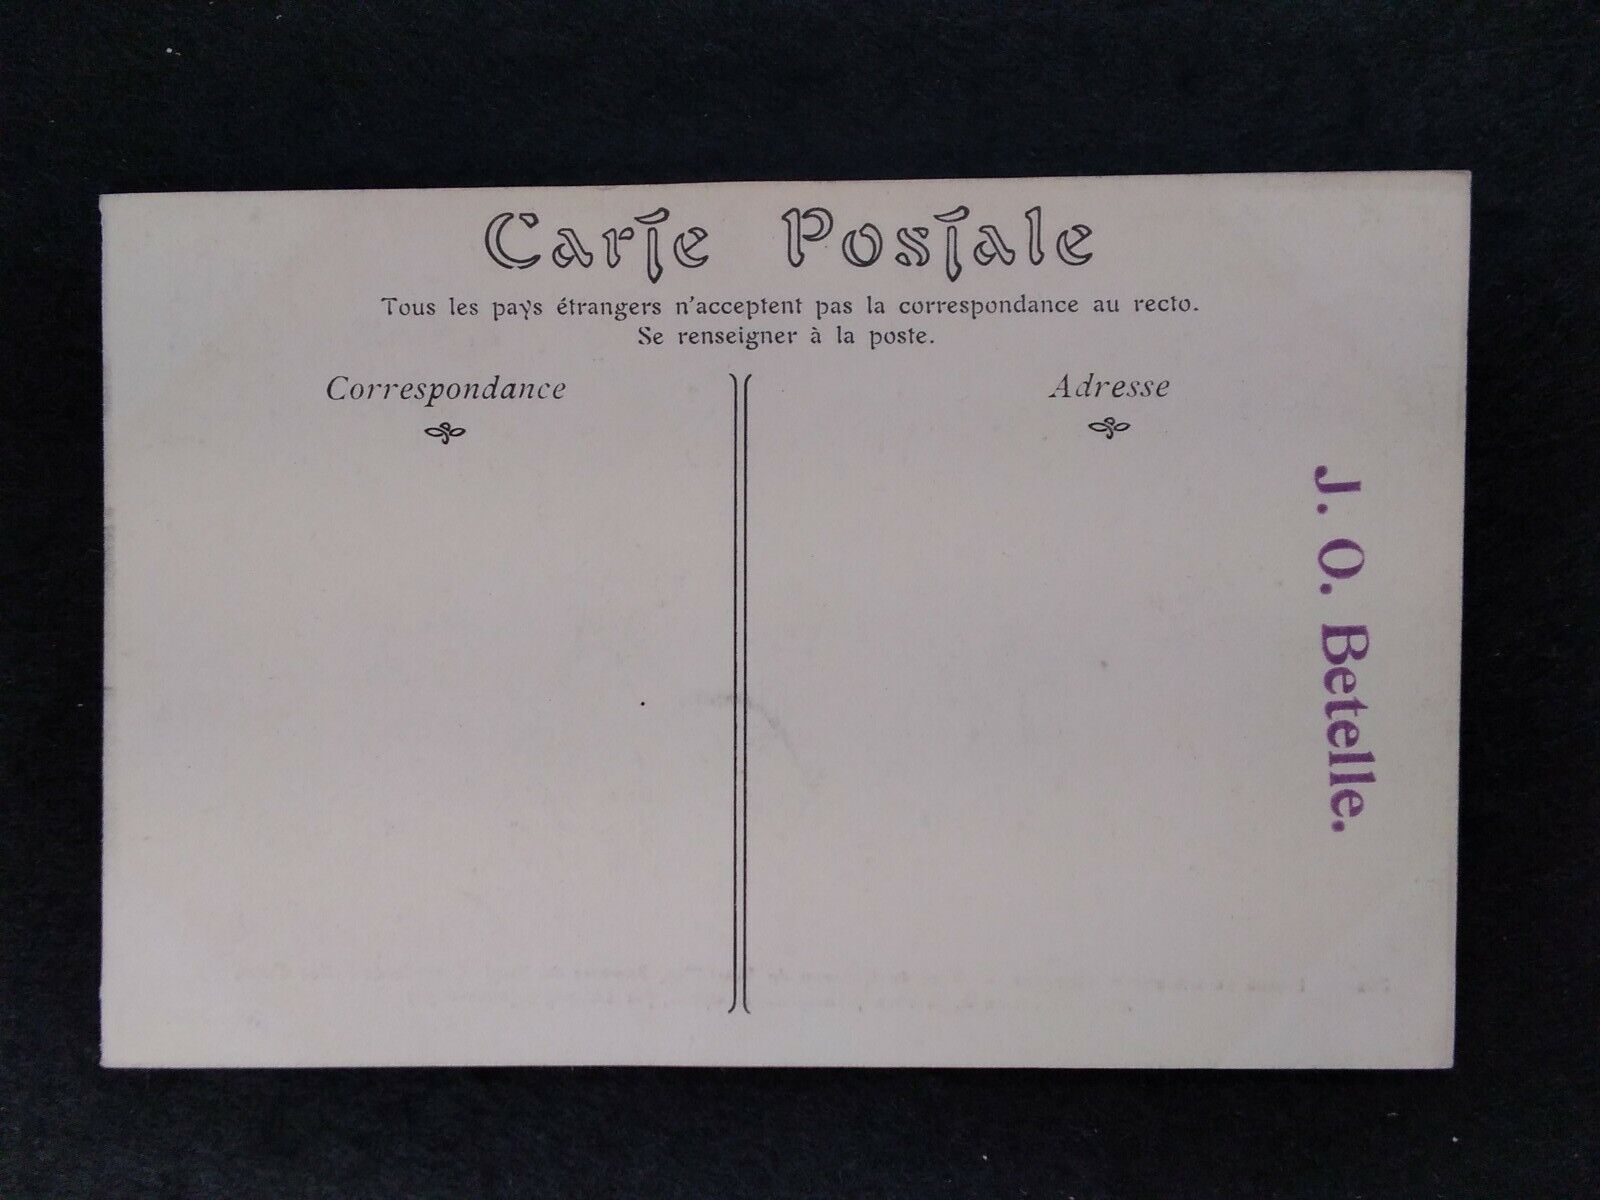 Carte Postale
Tous les pays étrangers n'acceptent pas la correspondance au recto.
Se renseigner à la poste.
Correspondance
Adresse
J. O. Betelle.